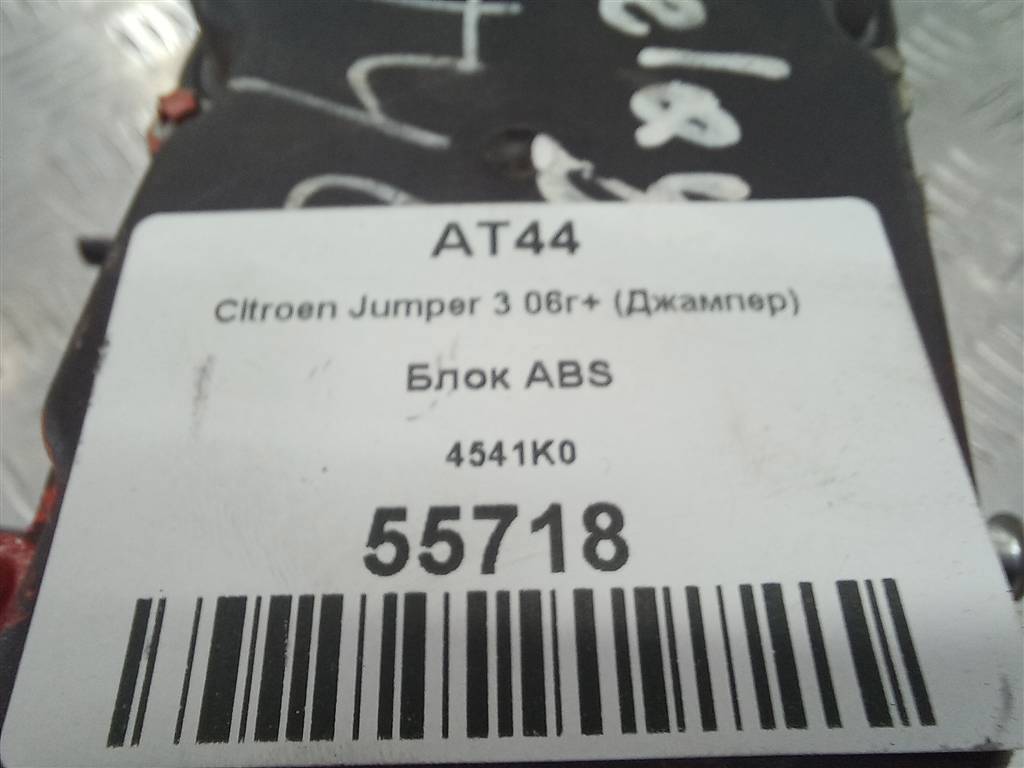 AT44
Citroen Jumper 3 06г+ (Джампер)
Блок ABS
4541K0
55718